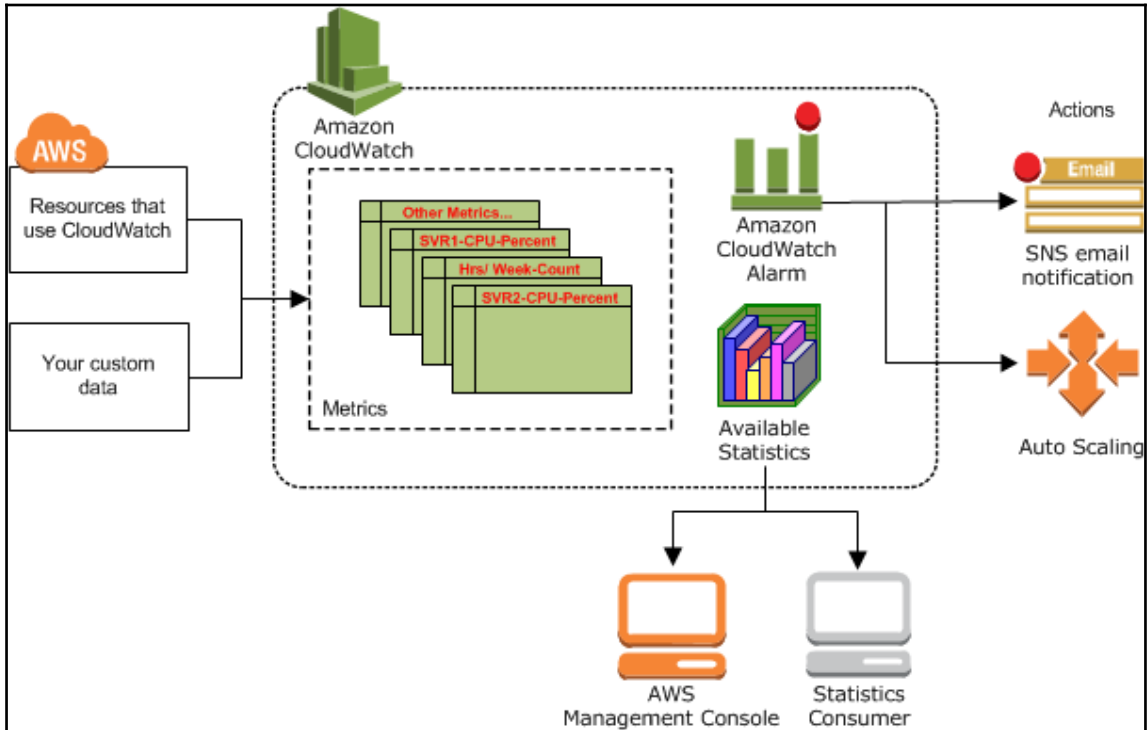 Amazon
CloudWatch
AWS
Resources that
use CloudWatch
Your custom
data
Other Metrics...
SVR1-CPU-Percent
Hrs/ Week-Count
SVR2-CPU-Percent
Metrics
Amazon
CloudWatch
Alarm
Available
Statistics
Actions
Email
SNS email
notification
Auto Scaling
AWS
Management Console
Statistics
Consumer